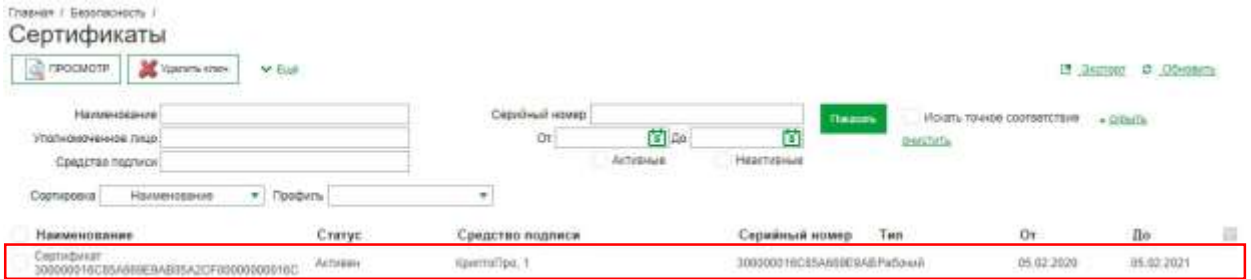 Главная / Безопасность /
Сертификаты
ПРОСМОТР Удалить ключ Ещё Экспорт Обновить
Наименование Серийный номер Показать Искать точное соответствие скрыть
Уполномоченное лицо От До очистить
Средство подписи Активные Неактивные
Сортировка Наименование Профиль
Наименование Статус Средство подписи Серийный номер Тип От До
Сертификат
Активен КриптоПро, 1 Рабочий 05.02.2020 05.02.2021